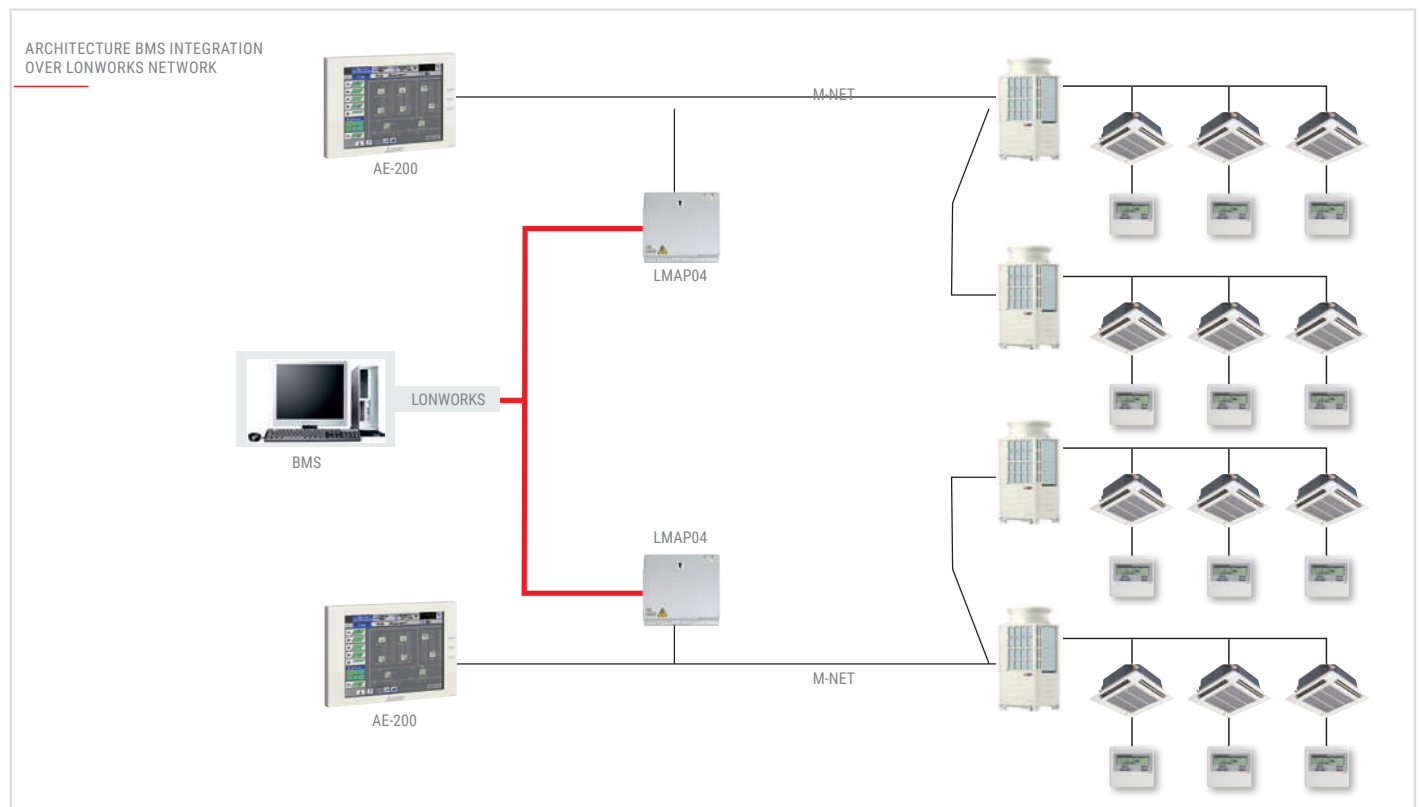 ARCHITECTURE BMS INTEGRATION
OVER LONWORKS NETWORK
M-NET
AE-200
LMAP04
LONWORKS
BMS
LMAP04
M-NET
AE-200